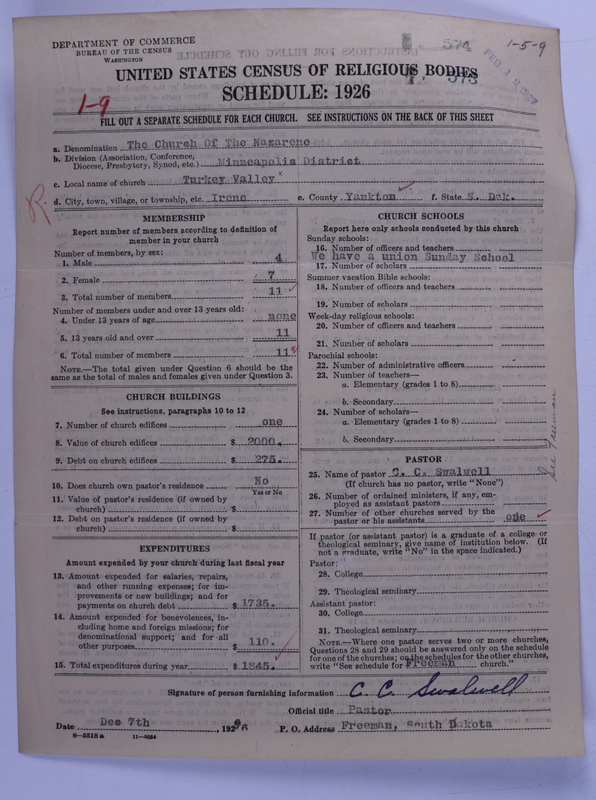 DEPARTMENT OF COMMERCE
BUREAU OF THE CENSUS
WASHINGTON
1-5-9
UNITED STATES CENSUS OF RELIGIOUS BODIES
SCHEDULE: 1926
1-9
FILL OUT A SEPARATE SCHEDULE FOR EACH CHURCH. SEE INSTRUCTIONS ON THE BACK OF THIS SHEET
a. Denomination The Church Of The Nazarene
b. Division (Association, Conference, Diocese, Presbytery, Synod, etc.) Minneapolis District
c. Local name of church Turkey Valley
d. City, town, village, or township, etc. Irene e. County Yankton f. State S. Dak.
R
MEMBERSHIP
Report number of members according to definition of
member in your church
Number of members, by sex:
1. Male 4
2. Female 7
3. Total number of members 11
Number of members under and over 13 years old:
4. Under 13 years of age none
5. 13 years old and over 11
6. Total number of members 11
NOTE.—The total given under Question 6 should be
same as the total of males and females given under Question 3.
CHURCH BUILDINGS
See instructions, paragraphs 10 to 12
7. Number of church edifices one
8. Value of church edifices $ 2000.
9. Debt on church edifices $ 275.
10. Does church own pastor's residence No
Yes or No
11. Value of pastor's residence (if owned by
church) $
12. Debt on pastor's residence (if owned by
church) $
EXPENDITURES
Amount expended by your church during last fiscal year
13. Amount expended for salaries, repairs,
and other running expenses; for im-
provements or new buildings; and for
payments on church debt $ 1735.
14. Amount expended for benevolences, in-
cluding home and foreign missions; for
denominational support; and for all
other purposes $ 110.
15. Total expenditures during year $ 1845.
CHURCH SCHOOLS
Report here only schools conducted by this church
Sunday schools:
16. Number of officers and teachers
We have a union Sunday School
17. Number of scholars
Summer vacation Bible schools:
18. Number of officers and teachers
19. Number of scholars
Week-day religious schools:
20. Number of officers and teachers
21. Number of scholars
Parochial schools:
22. Number of administrative officers
23. Number of teachers—
a. Elementary (grades 1 to 8)
b. Secondary
24. Number of scholars—
a. Elementary (grades 1 to 8)
b. Secondary
See Freeman
PASTOR
25. Name of pastor C. C. Swalwell
(If church has no pastor, write "None")
26. Number of ordained ministers, if any, em-
ployed as assistant pastors
27. Number of other churches served by the
pastor or his assistants one
If pastor (or assistant pastor) is a graduate of a college or
theological seminary, give name of institution below. (If
not a graduate, write "No" in the space indicated.)
Pastor:
28. College
29. Theological seminary
Assistant pastor:
30. College
31. Theological seminary
NOTE.—Where one pastor serves two or more churches,
Questions 28 and 29 should be answered only on the schedule
for one of the churches; on the schedules for the other churches,
write "See schedule for Freeman church."
Signature of person furnishing information C. C. Swalwell
Official title Pastor
Date Dec 7th, 1926 P. O. Address Freeman, South Dakota
8—5518a 11—9054